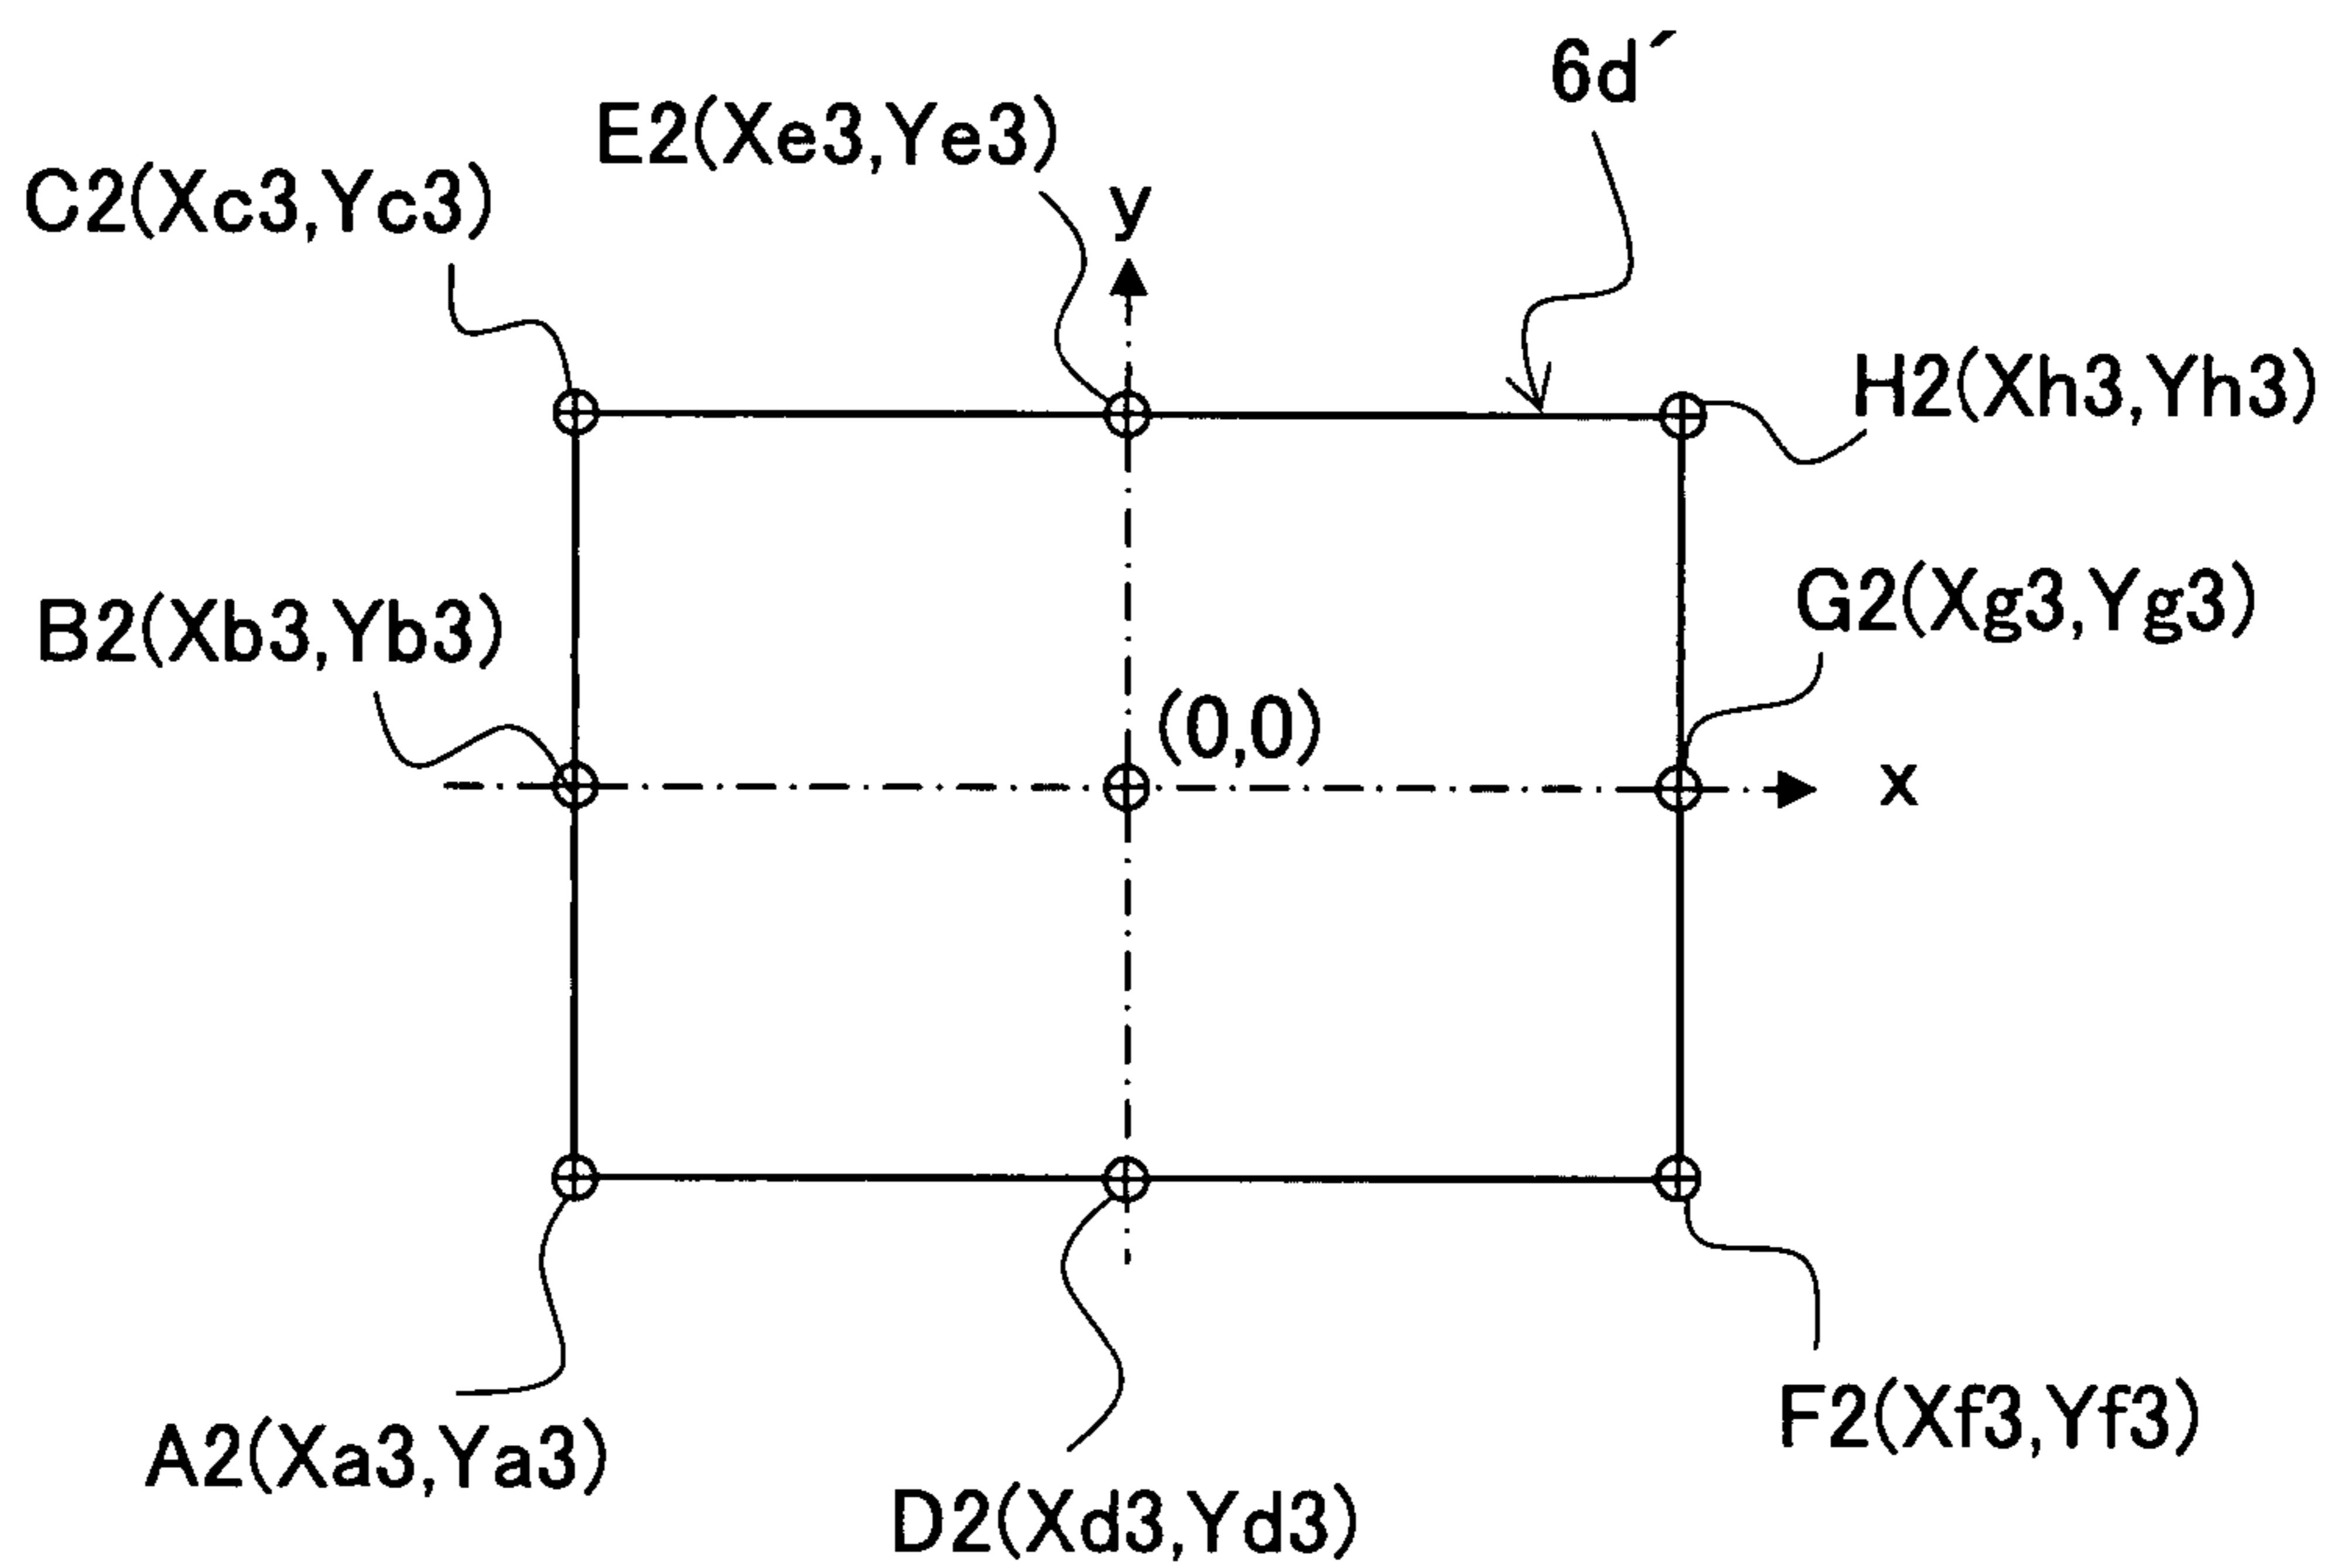 6d´
E2(Xe3,Ye3)
C2(Xc3,Yc3)
y
H2(Xh3,Yh3)
B2(Xb3,Yb3)
G2(Xg3,Yg3)
(0,0)
x
A2(Xa3,Ya3)
F2(Xf3,Yf3)
D2(Xd3,Yd3)